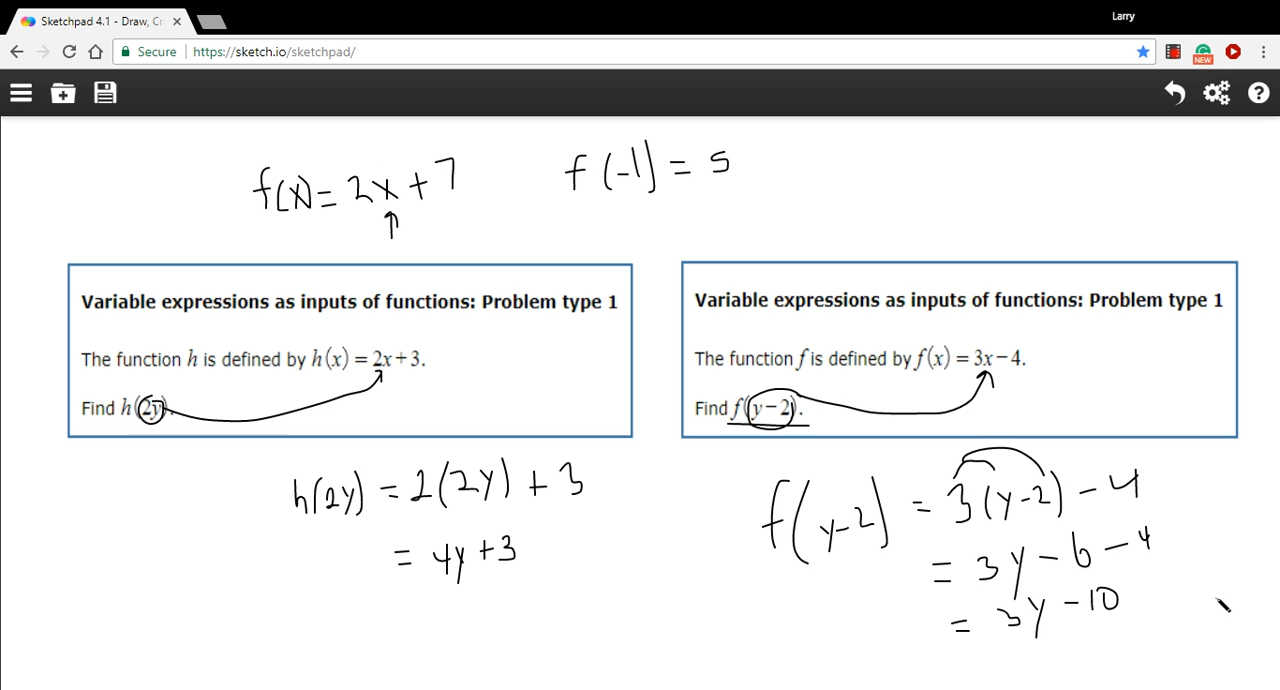 Larry
Sketchpad 4.1 - Draw, Cr
Secure https://sketch.io/sketchpad/
NEW
f(x)=2x+7
f(-1)=5
Variable expressions as inputs of functions: Problem type 1
The function h is defined by h(x)=2x+3.
Find h(2y).
Variable expressions as inputs of functions: Problem type 1
The function f is defined by f(x)=3x-4.
Find f(y-2).
h(2y)=2(2y)+3
=4y+3
f(y-2)=3(y-2)-4
=3y-6-4
=3y-10